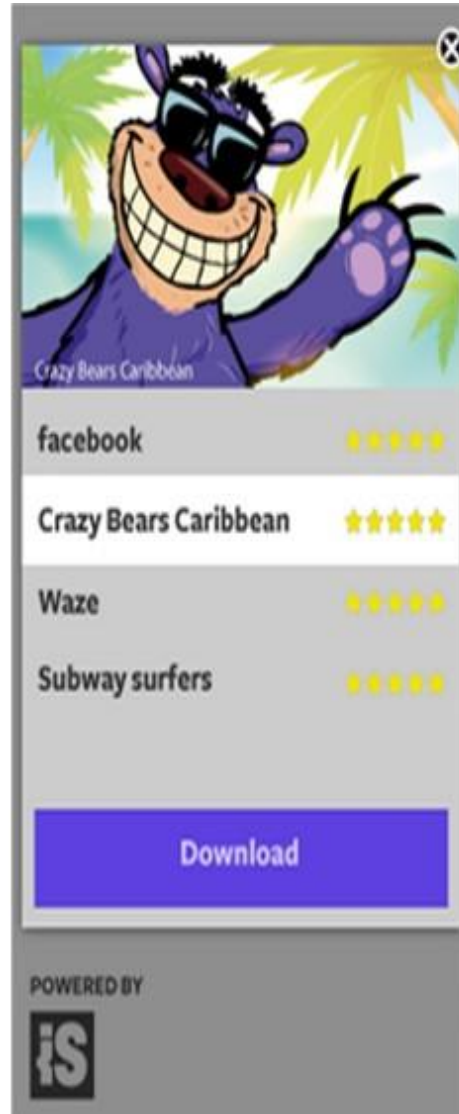 Crazy Bears Caribbean
facebook
Crazy Bears Caribbean
Waze
Subway surfers
Download
POWERED BY
iS